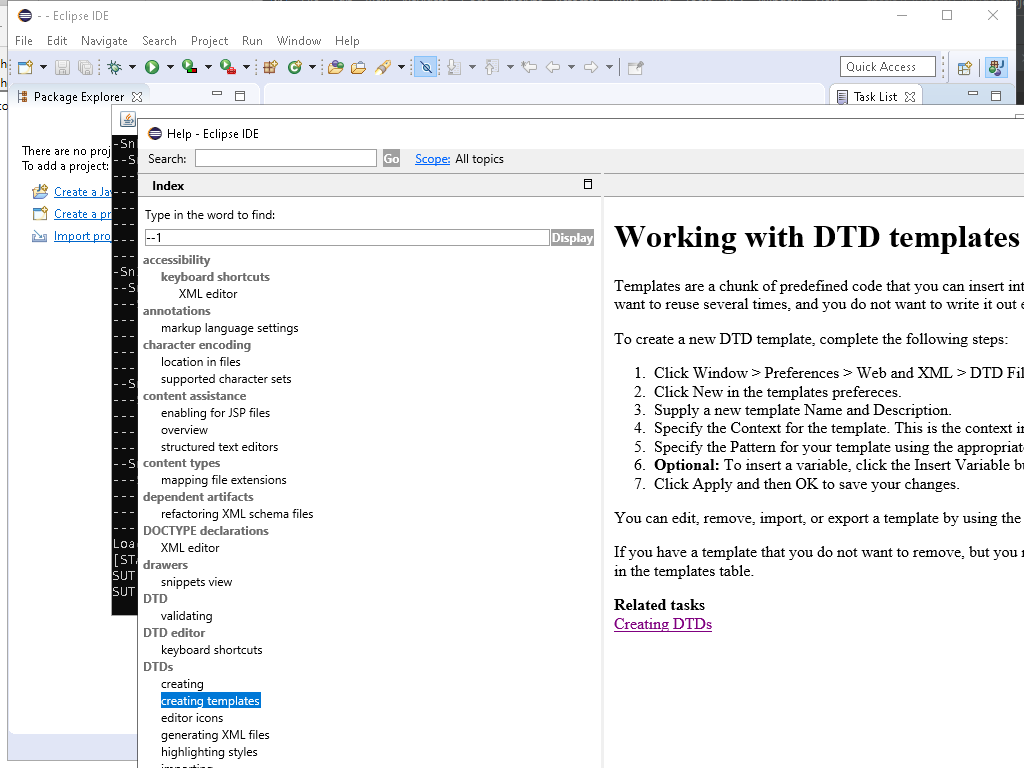 - - Eclipse IDE
File Edit Navigate Search Project Run Window Help
Quick Access
Package Explorer
Task List
There are no proj
To add a project:
Create a Ja
Create a pr
Import proj
Loa
[STA
SUT
SUT
Help - Eclipse IDE
Search: Go Scope: All topics
Index
Type in the word to find:
--1 Display
accessibility
keyboard shortcuts
XML editor
annotations
markup language settings
character encoding
location in files
supported character sets
content assistance
enabling for JSP files
overview
structured text editors
content types
mapping file extensions
dependent artifacts
refactoring XML schema files
DOCTYPE declarations
XML editor
drawers
snippets view
DTD
validating
DTD editor
keyboard shortcuts
DTDs
creating
creating templates
editor icons
generating XML files
highlighting styles
importing
Working with DTD templates
Templates are a chunk of predefined code that you can insert int
want to reuse several times, and you do not want to write it out e
To create a new DTD template, complete the following steps:
1. Click Window > Preferences > Web and XML > DTD Fil
2. Click New in the templates prefereces.
3. Supply a new template Name and Description.
4. Specify the Context for the template. This is the context in
5. Specify the Pattern for your template using the appropriate
6. Optional: To insert a variable, click the Insert Variable bu
7. Click Apply and then OK to save your changes.
You can edit, remove, import, or export a template by using the
If you have a template that you do not want to remove, but you n
in the templates table.
Related tasks
Creating DTDs